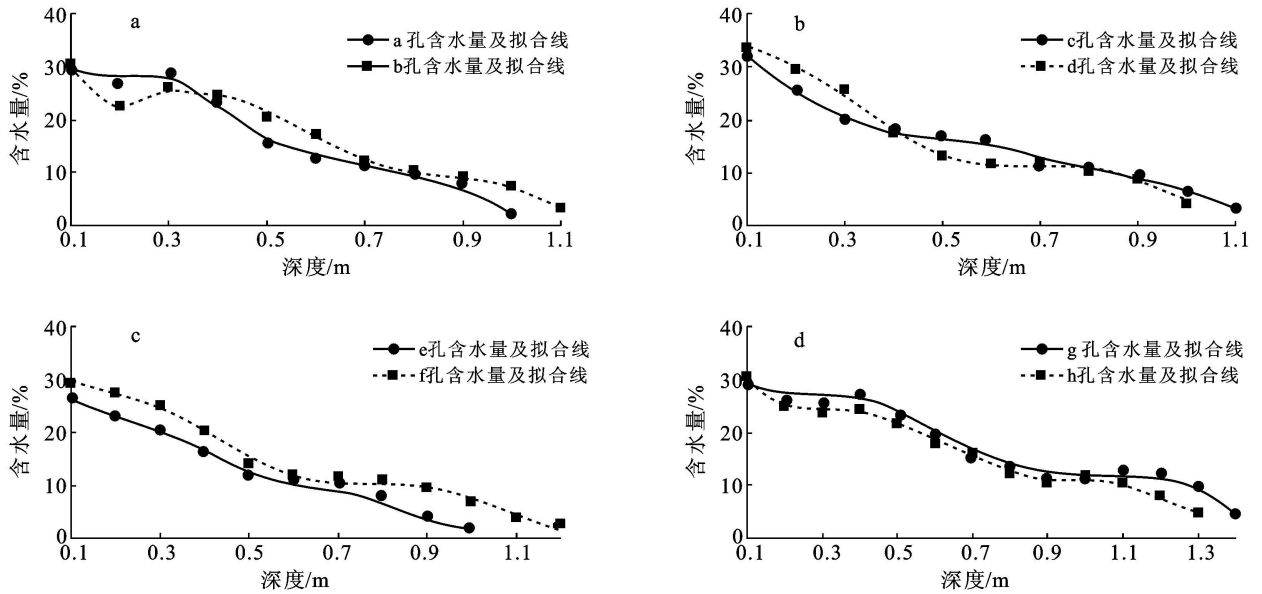 a
a 孔含水量及拟合线
b孔含水量及拟合线
含水量/%
40
30
20
10
0
0.1 0.3 0.5 0.7 0.9 1.1
深度/m
b
c孔含水量及拟合线
d孔含水量及拟合线
含水量/%
40
30
20
10
0
0.1 0.3 0.5 0.7 0.9 1.1
深度/m
c
e孔含水量及拟合线
f孔含水量及拟合线
含水量/%
40
30
20
10
0
0.1 0.3 0.5 0.7 0.9 1.1
深度/m
d
g 孔含水量及拟合线
h孔含水量及拟合线
含水量/%
40
30
20
10
0
0.1 0.3 0.5 0.7 0.9 1.1 1.3
深度/m